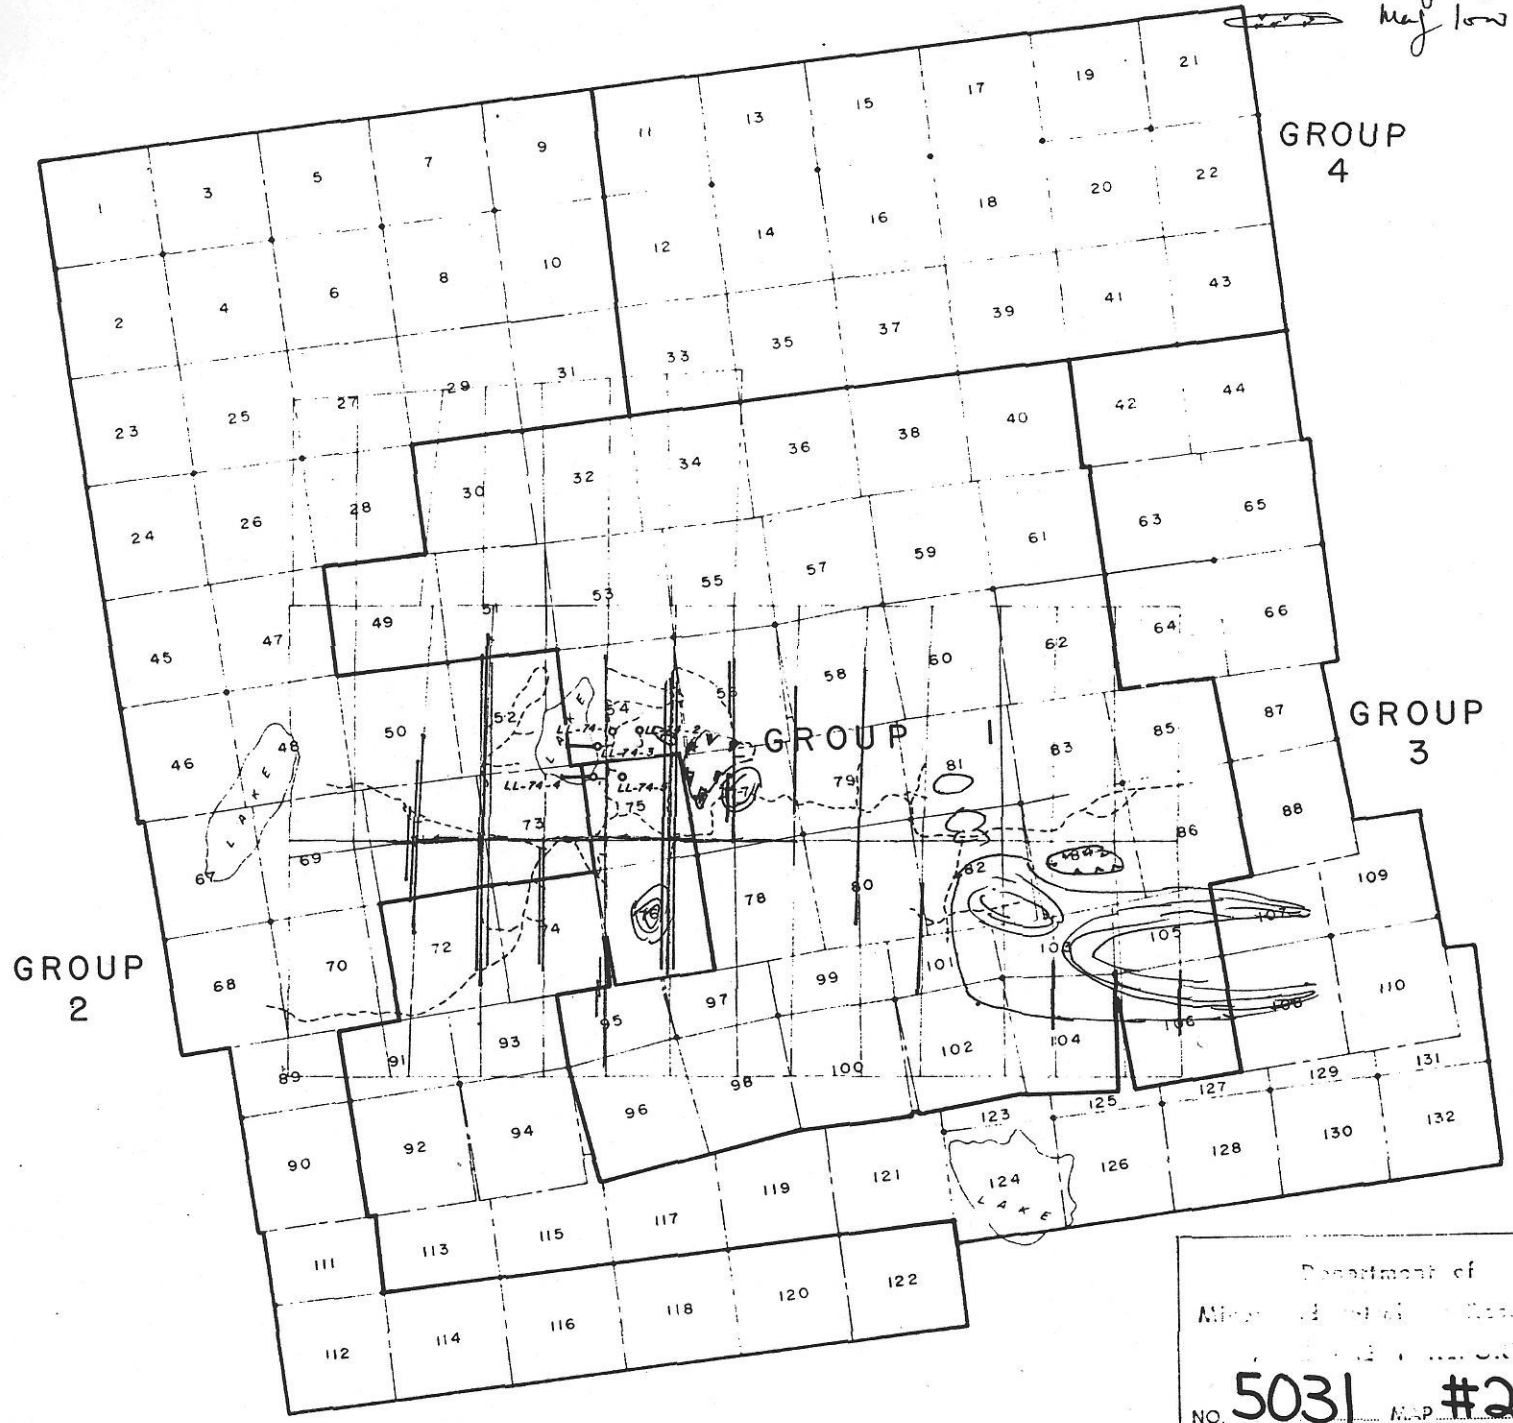 Mag low
GROUP
4
1 3 5 7 9 11 13 15 17 19 21
2 4 6 8 10 12 14 16 18 20 22
23 25 27 29 31 33 35 37 39 41 43
24 26 28 30 32 34 36 38 40 42 44
45 47 49 51 53 55 57 59 61 63 65
46 48 50 52 54 58 60 62 64 66
LAKE
LAKE
LL-74-3
LL-74-4
GROUP 1
GROUP
3
67 69 73 75 79 81 83 85 87
68 70 72 74 76 78 80 82 86 88
GROUP
2
89 91 93 95 97 99 101 103 105 107 109
90 92 94 96 98 100 102 104 106 108 110
111 113 115 117 119 121 123 125 127 129 131
112 114 116 118 120 122 124 126 128 130 132
LAKE
Department of
NO. 5031 MAP #2